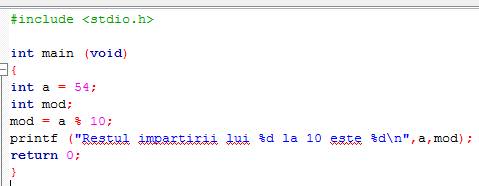 #include <stdio.h>
int main (void)
{
int a = 54;
int mod;
mod = a % 10;
printf ("Restul impartirii lui %d la 10 este %d\n",a,mod);
return 0;
}